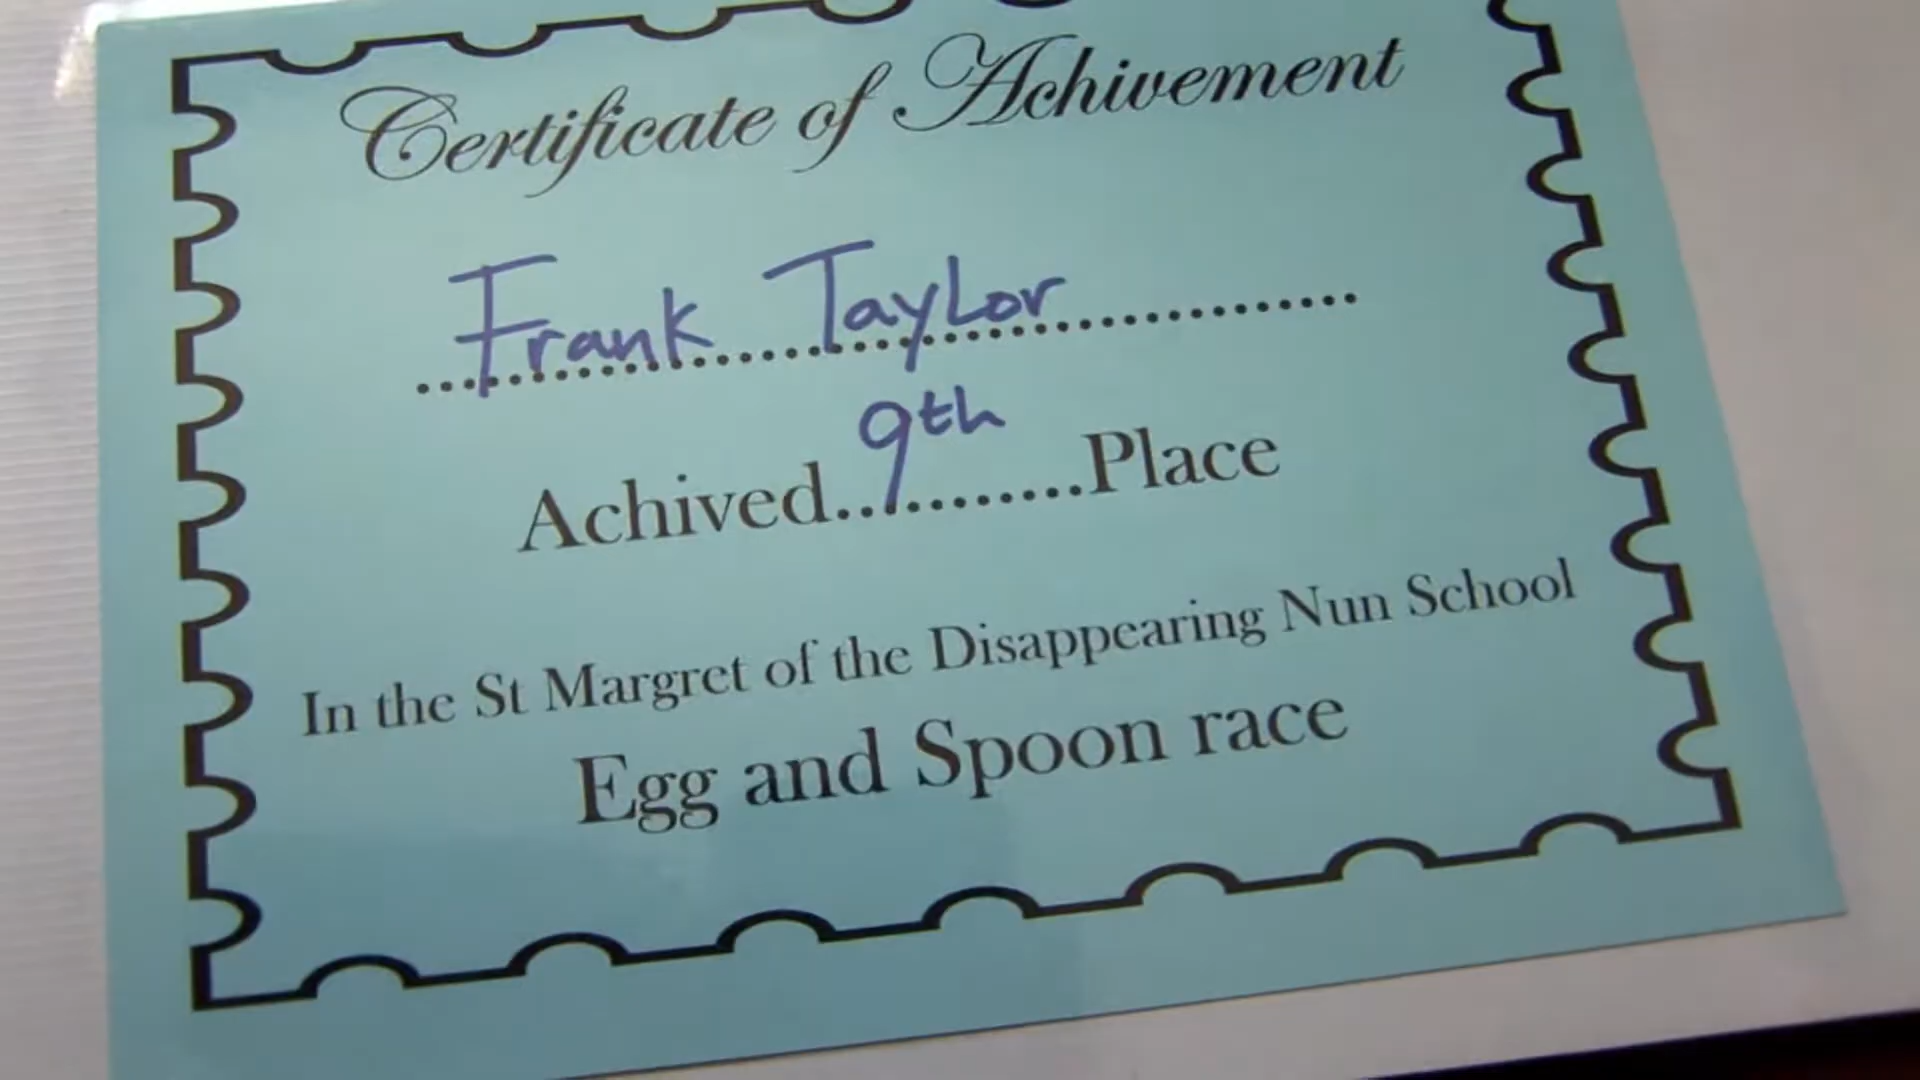 Certificate of Achivement
Frank Taylor
9th
Achived...........Place
In the St Margret of the Disappearing Nun School
Egg and Spoon race